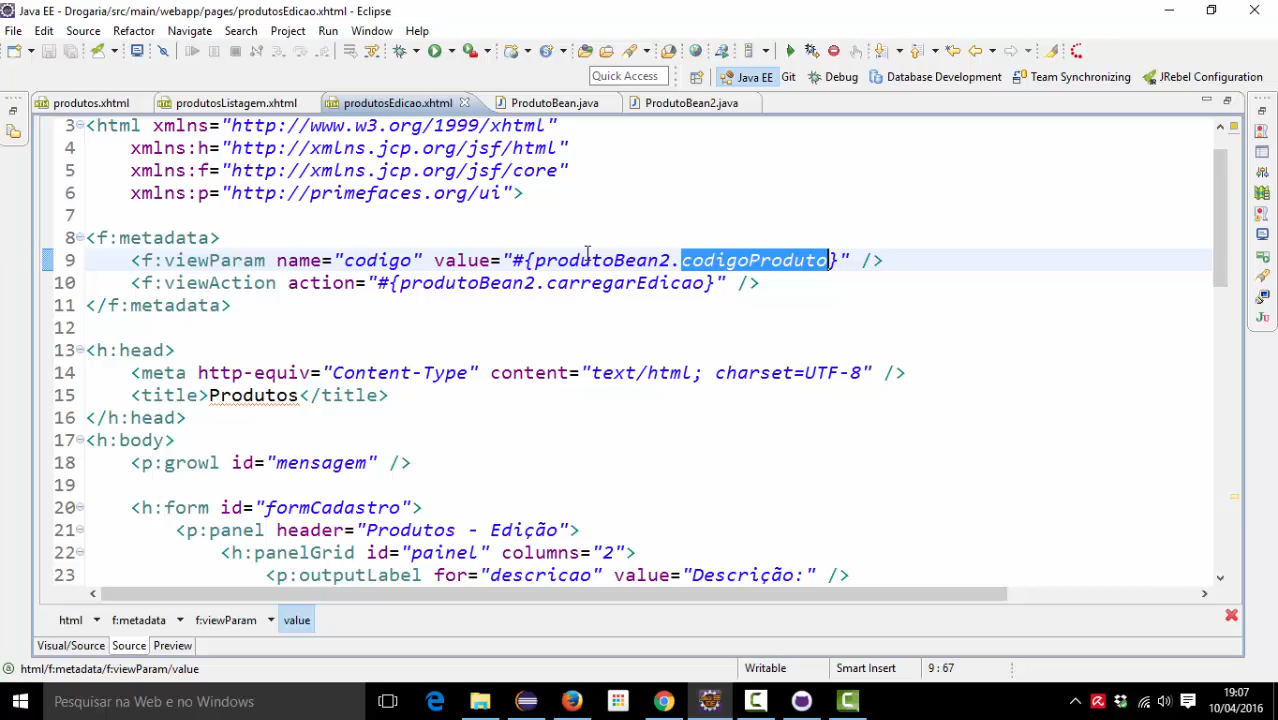 Java EE - Drogaria/src/main/webapp/pages/produtosEdicao.xhtml - Eclipse
File Edit Source Refactor Navigate Search Project Run Window Help
Quick Access Java EE Git Debug Database Development Team Synchronizing JRebel Configuration
produtos.xhtml produtosListagem.xhtml produtosEdicao.xhtml ProdutoBean.java ProdutoBean2.java
3 <html xmlns="http://www.w3.org/1999/xhtml"
4 xmlns:h="http://xmlns.jcp.org/jsf/html"
5 xmlns:f="http://xmlns.jcp.org/jsf/core"
6 xmlns:p="http://primefaces.org/ui">
7
8 <f:metadata>
9 <f:viewParam name="codigo" value="#{produtoBean2.codigoProduto}" />
10 <f:viewAction action="#{produtoBean2.carregarEdicao}" />
11 </f:metadata>
12
13 <h:head>
14 <meta http-equiv="Content-Type" content="text/html; charset=UTF-8" />
15 <title>Produtos</title>
16 </h:head>
17 <h:body>
18 <p:growl id="mensagem" />
19
20 <h:form id="formCadastro">
21 <p:panel header="Produtos - Edição">
22 <h:panelGrid id="painel" columns="2">
23 <p:outputLabel for="descricao" value="Descrição:" />
html f:metadata f:viewParam value
Visual/Source Source Preview
html/f:metadata/f:viewParam/value Writable Smart Insert 9 : 67
Pesquisar na Web e no Windows
19:07
10/04/2016